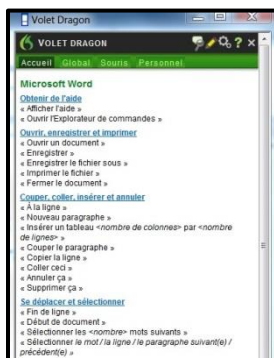 Volet Dragon
VOLET DRAGON
Accueil Global Souris Personnel
Microsoft Word
Obtenir de l'aide
« Afficher l'aide »
« Ouvrir l'Explorateur de commandes »
Ouvrir, enregistrer et imprimer
« Ouvrir un document »
« Enregistrer »
« Enregistrer le fichier sous »
« Imprimer le fichier »
« Fermer le document »
Couper, coller, insérer et annuler
« À la ligne »
« Nouveau paragraphe »
« Insérer un tableau <nombre de colonnes> par <nombre
de lignes> »
« Couper le paragraphe »
« Copier la ligne »
« Coller ceci »
« Annuler ça »
« Supprimer ça »
Se déplacer et sélectionner
« Fin de ligne »
« Début de document »
« Sélectionner les <nombre> mots suivants »
« Sélectionner le mot / la ligne / le paragraphe suivant(e) /
précédent(e) »